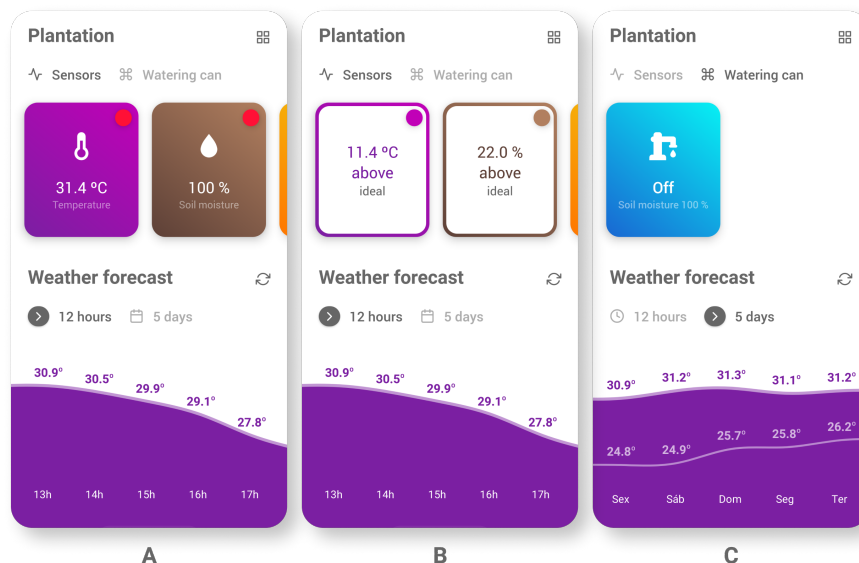 Plantation
Sensors Watering can
31.4 ºC
Temperature
100 %
Soil moisture
Weather forecast
12 hours 5 days
30.9° 30.5° 29.9° 29.1° 27.8°
13h 14h 15h 16h 17h
A
Plantation
Sensors Watering can
11.4 ºC
above
ideal
22.0 %
above
ideal
Weather forecast
12 hours 5 days
30.9° 30.5° 29.9° 29.1° 27.8°
13h 14h 15h 16h 17h
B
Plantation
Sensors Watering can
Off
Soil moisture 100 %
Weather forecast
12 hours 5 days
30.9° 31.2° 31.3° 31.1° 31.2°
24.8° 24.9° 25.7° 25.8° 26.2°
Sex Sáb Dom Seg Ter
C